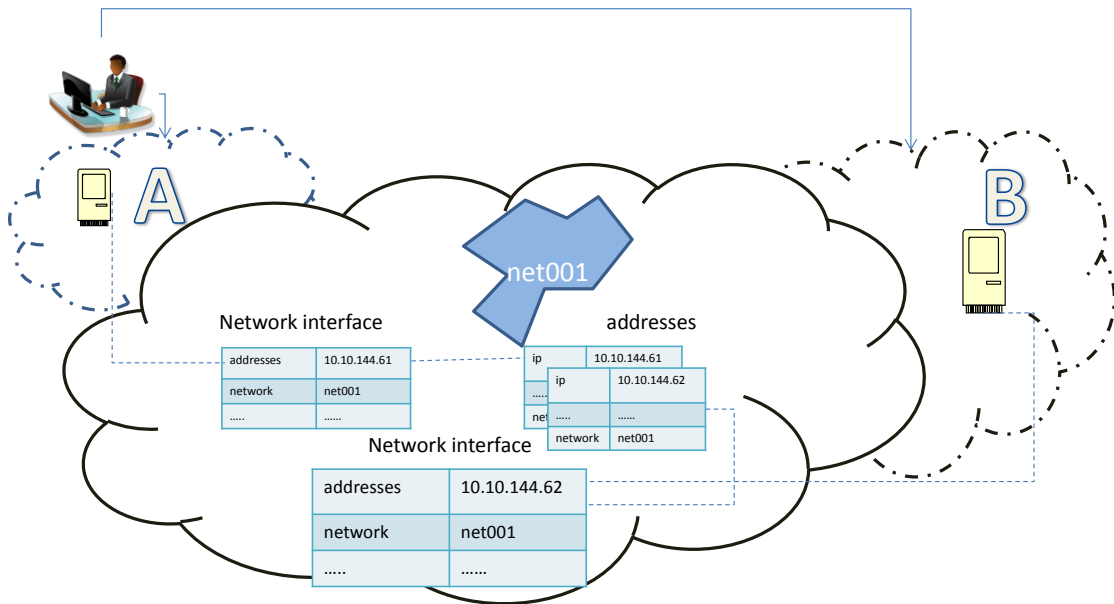 A
B
net001
Network interface
addresses
addresses 10.10.144.61
network net001
..... ......
ip 10.10.144.61
.....
net
ip 10.10.144.62
..... ......
network net001
Network interface
addresses 10.10.144.62
network net001
..... ......